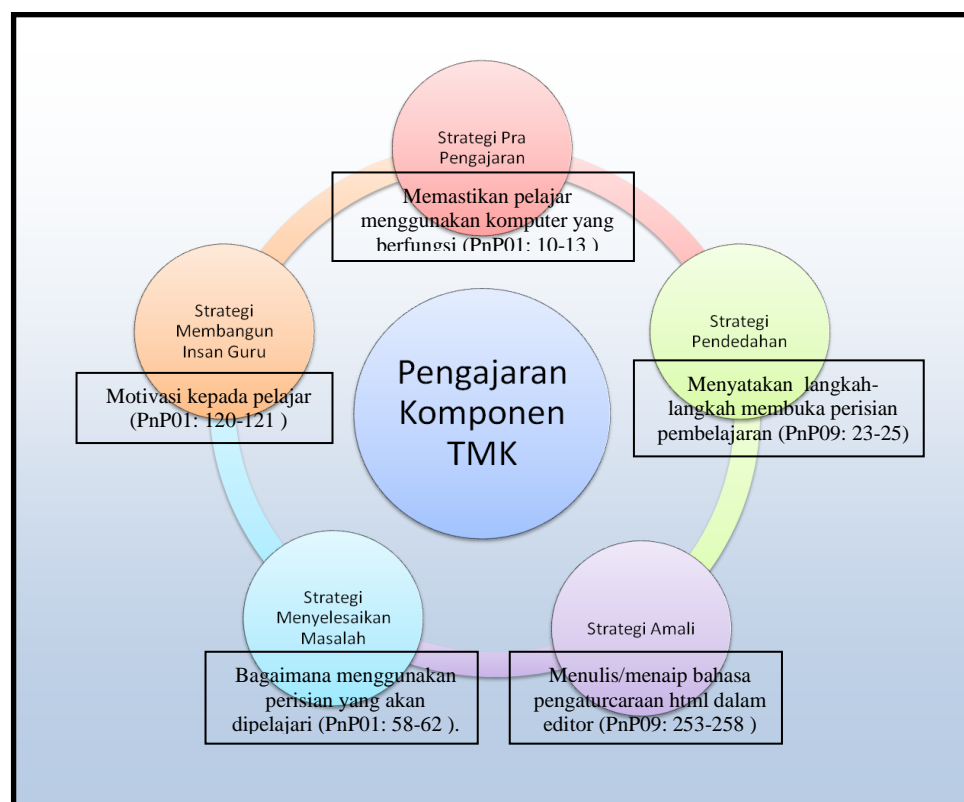 Strategi Pra
Pengajaran
Memastikan pelajar
menggunakan komputer yang
berfungsi (PnP01: 10-13 )
Strategi
Pendedahan
Menyatakan langkah-
langkah membuka perisian
pembelajaran (PnP09: 23-25)
Strategi Amali
Menulis/menaip bahasa
pengaturcaraan html dalam
editor (PnP09: 253-258 )
Strategi
Menyelesaikan
Masalah
Bagaimana menggunakan
perisian yang akan
dipelajari (PnP01: 58-62 ).
Strategi
Membangun
Insan Guru
Motivasi kepada pelajar
(PnP01: 120-121 )
Pengajaran
Komponen
TMK